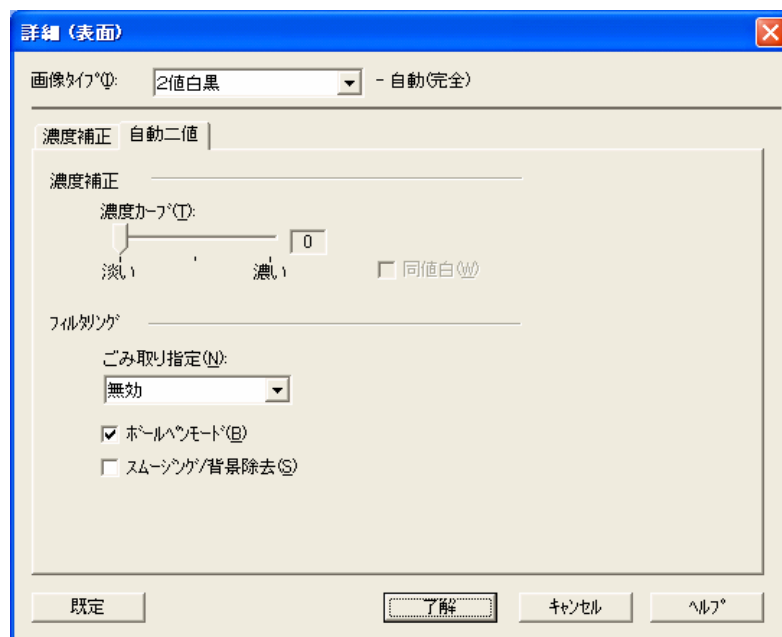 詳細 (表面)
画像ﾀｲﾌﾟ(I): 2値白黒 - 自動(完全)
濃度補正 自動二値
濃度補正
濃度ｶｰﾌﾞ(T):
0
淡い 濃い 同値白(W)
ﾌｨﾙﾀﾘﾝｸﾞ
ごみ取り指定(N):
無効
ﾎﾞｰﾙﾍﾟﾝﾓｰﾄﾞ(B)
ｽﾑｰｼﾞﾝｸﾞ/背景除去(S)
既定 了解 ｷｬﾝｾﾙ ﾍﾙﾌﾟ